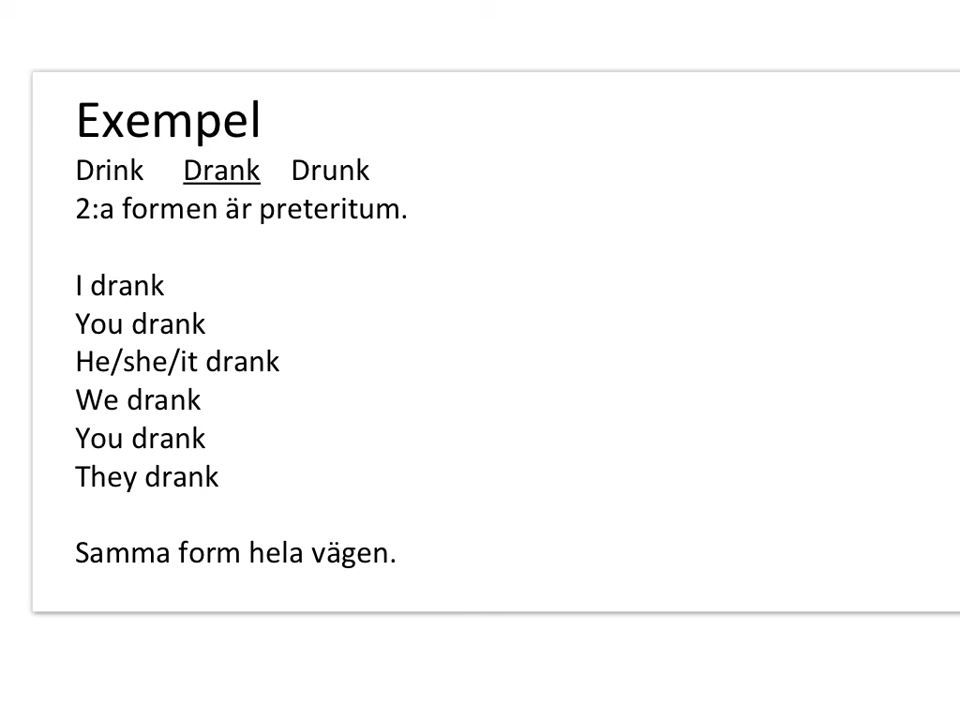 Exempel
Drink Drank Drunk
2:a formen är preteritum.
I drank
You drank
He/she/it drank
We drank
You drank
They drank
Samma form hela vägen.